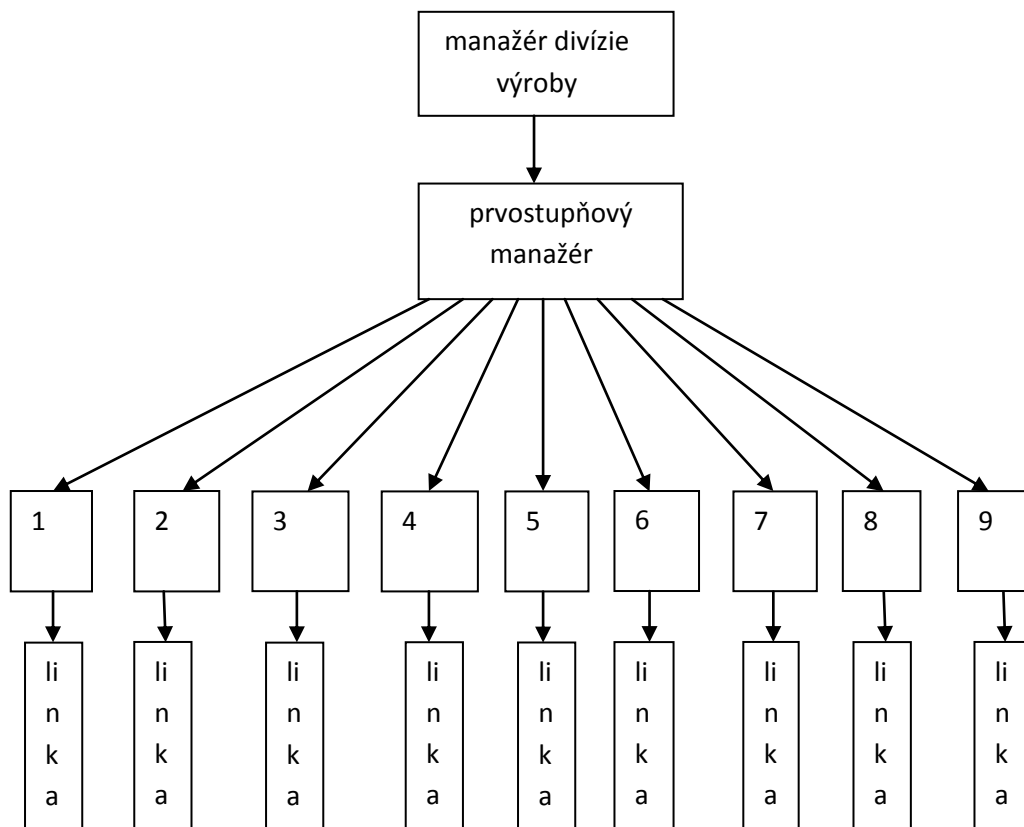 manažér divízie
výroby
prvostupňový
manažér
1 2 3 4 5 6 7 8 9
li li li li li li li li li
n n n n n n n n n
k k k k k k k k k
a a a a a a a a a